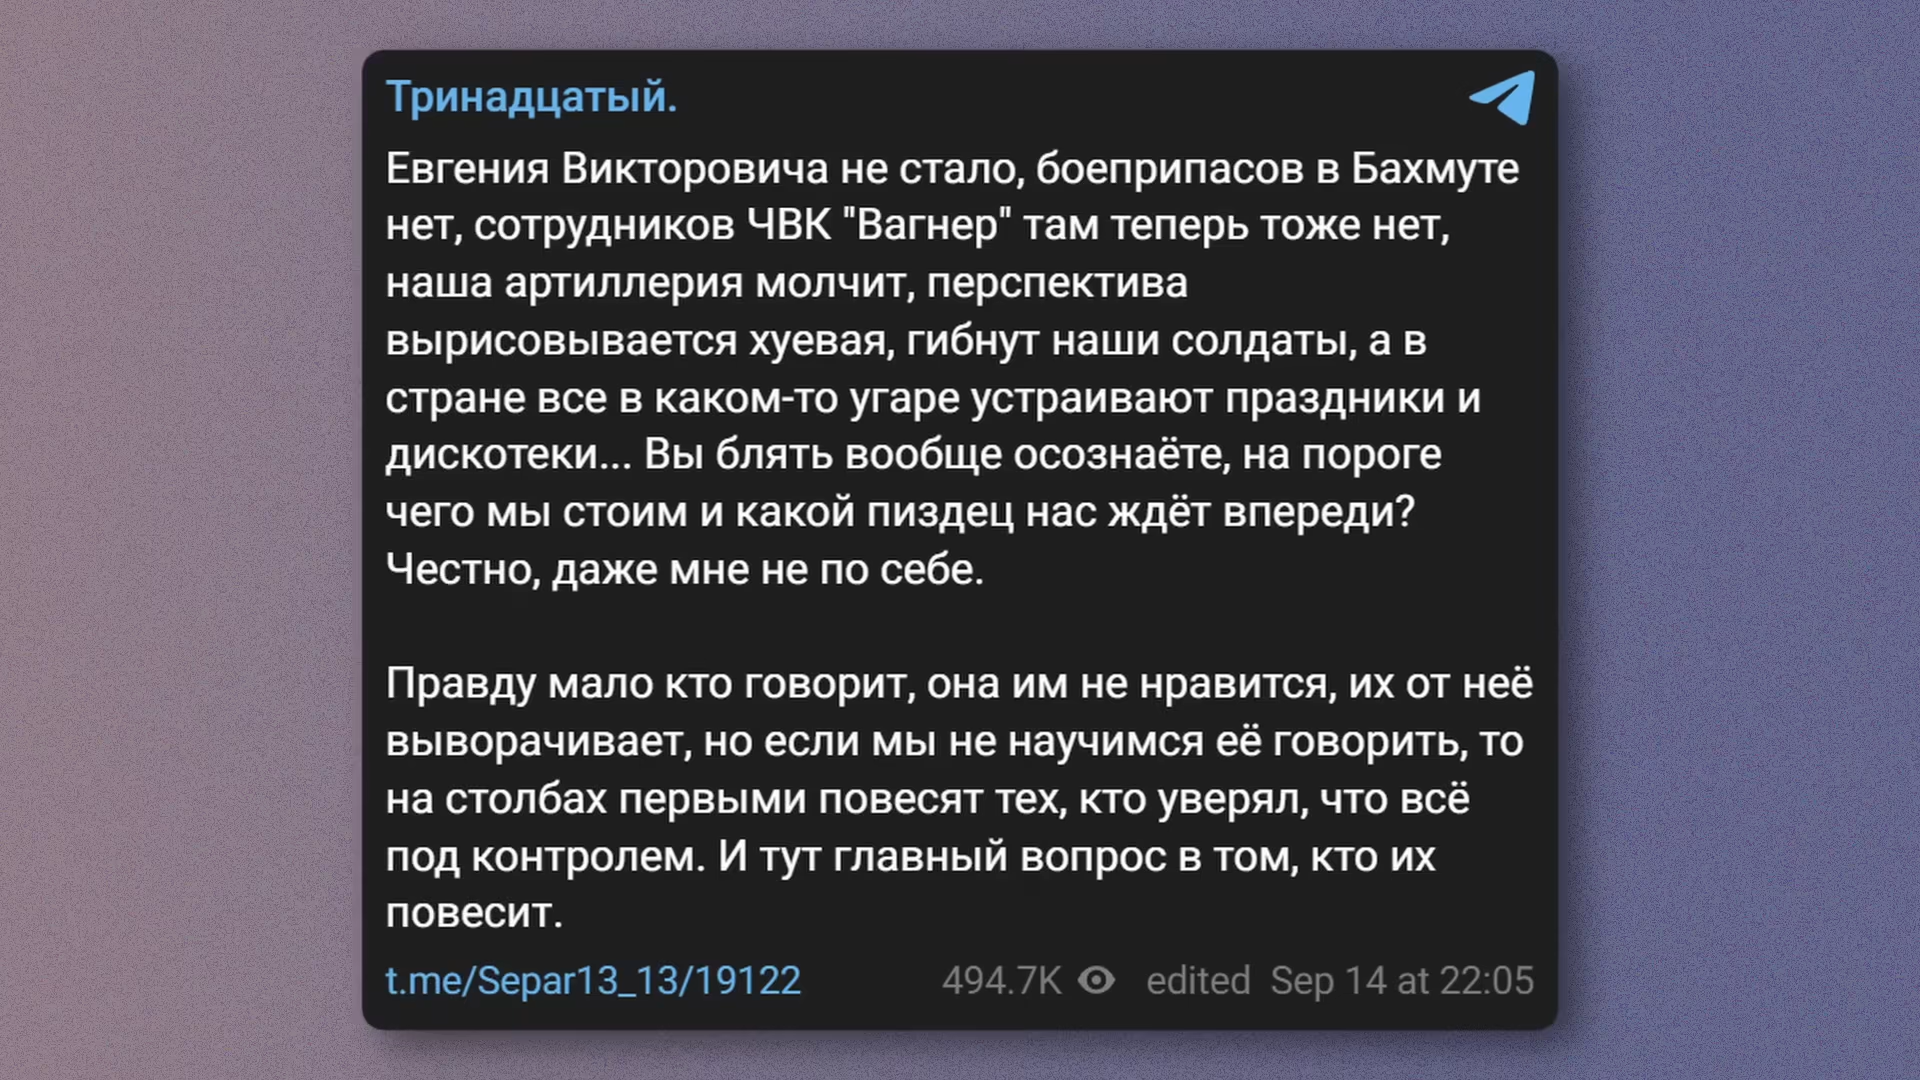 Тринадцатый.
Евгения Викторовича не стало, боеприпасов в Бахмуте
нет, сотрудников ЧВК "Вагнер" там теперь тоже нет,
наша артиллерия молчит, перспектива
вырисовывается хуевая, гибнут наши солдаты, а в
стране все в каком-то угаре устраивают праздники и
дискотеки... Вы блять вообще осознаёте, на пороге
чего мы стоим и какой пиздец нас ждёт впереди?
Честно, даже мне не по себе.
Правду мало кто говорит, она им не нравится, их от неё
выворачивает, но если мы не научимся её говорить, то
на столбах первыми повесят тех, кто уверял, что всё
под контролем. И тут главный вопрос в том, кто их
повесит.
t.me/Separ13_13/19122 494.7K edited Sep 14 at 22:05